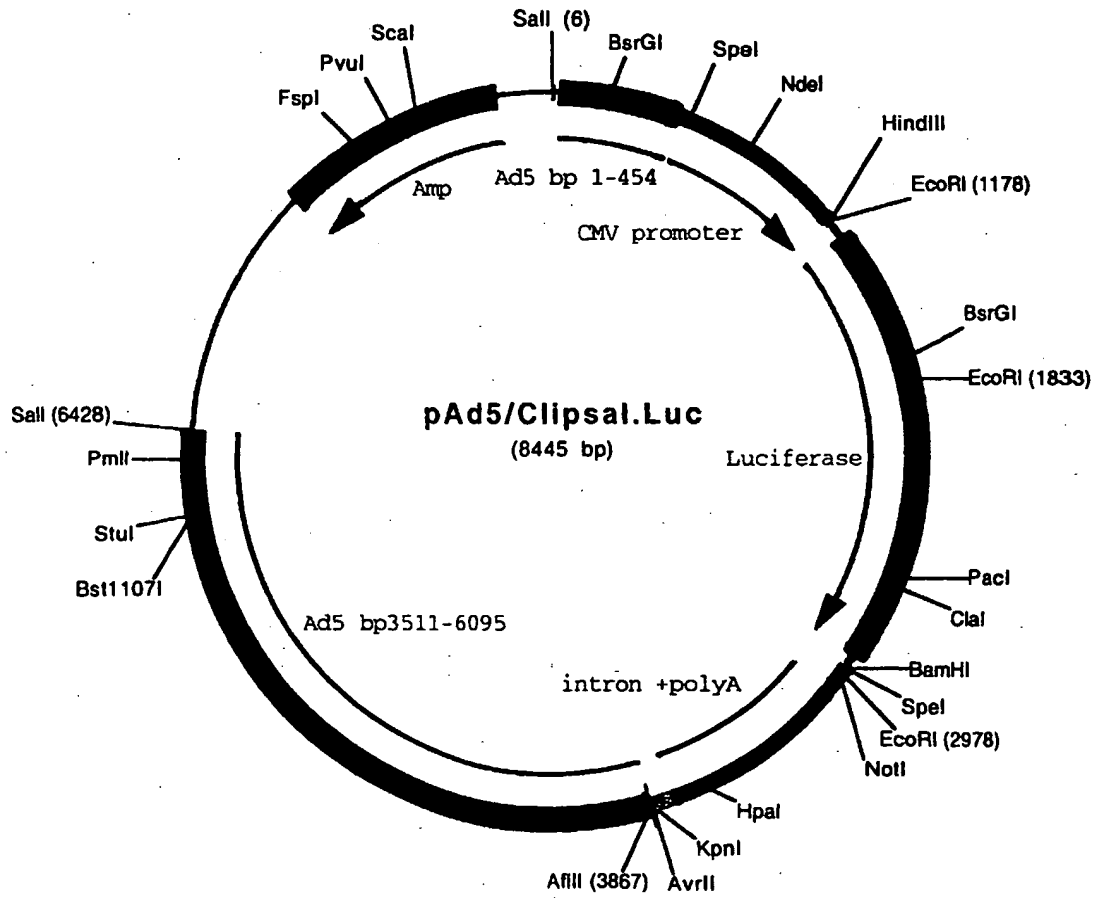 SalI (6)
BsrGI
SpeI
NdeI
HindIII
EcoRI (1178)
BsrGI
EcoRI (1833)
PacI
ClaI
BamHI
SpeI
EcoRI (2978)
NotI
HpaI
KpnI
AvrII
AflII (3867)
Bst1107I
StuI
PmlI
SalI (6428)
FspI
PvuI
ScaI
Amp
Ad5 bp 1-454
CMV promoter
Luciferase
intron +polyA
Ad5 bp3511-6095
pAd5/Clipsal.Luc
(8445 bp)